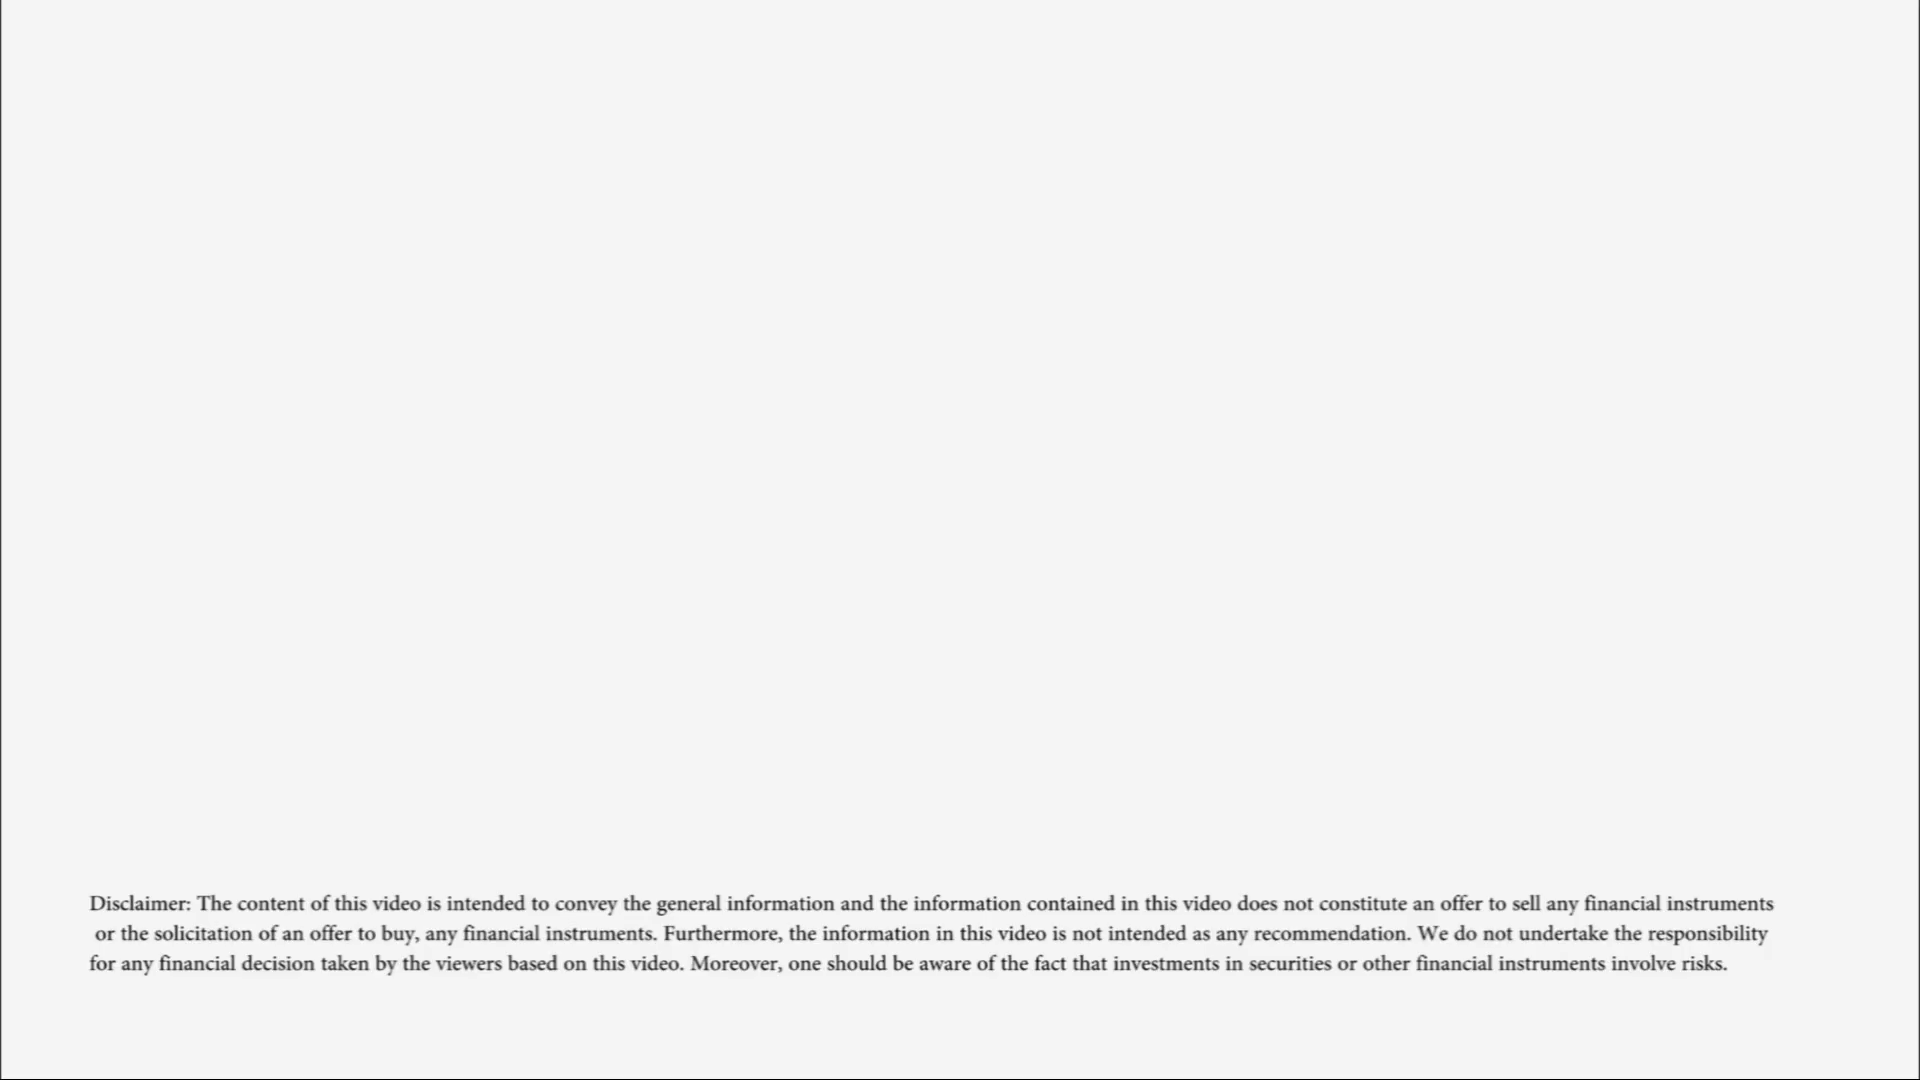 Disclaimer: The content of this video is intended to convey the general information and the information contained in this video does not constitute an offer to sell any financial instruments
or the solicitation of an offer to buy, any financial instruments. Furthermore, the information in this video is not intended as any recommendation. We do not undertake the responsibility
for any financial decision taken by the viewers based on this video. Moreover, one should be aware of the fact that investments in securities or other financial instruments involve risks.